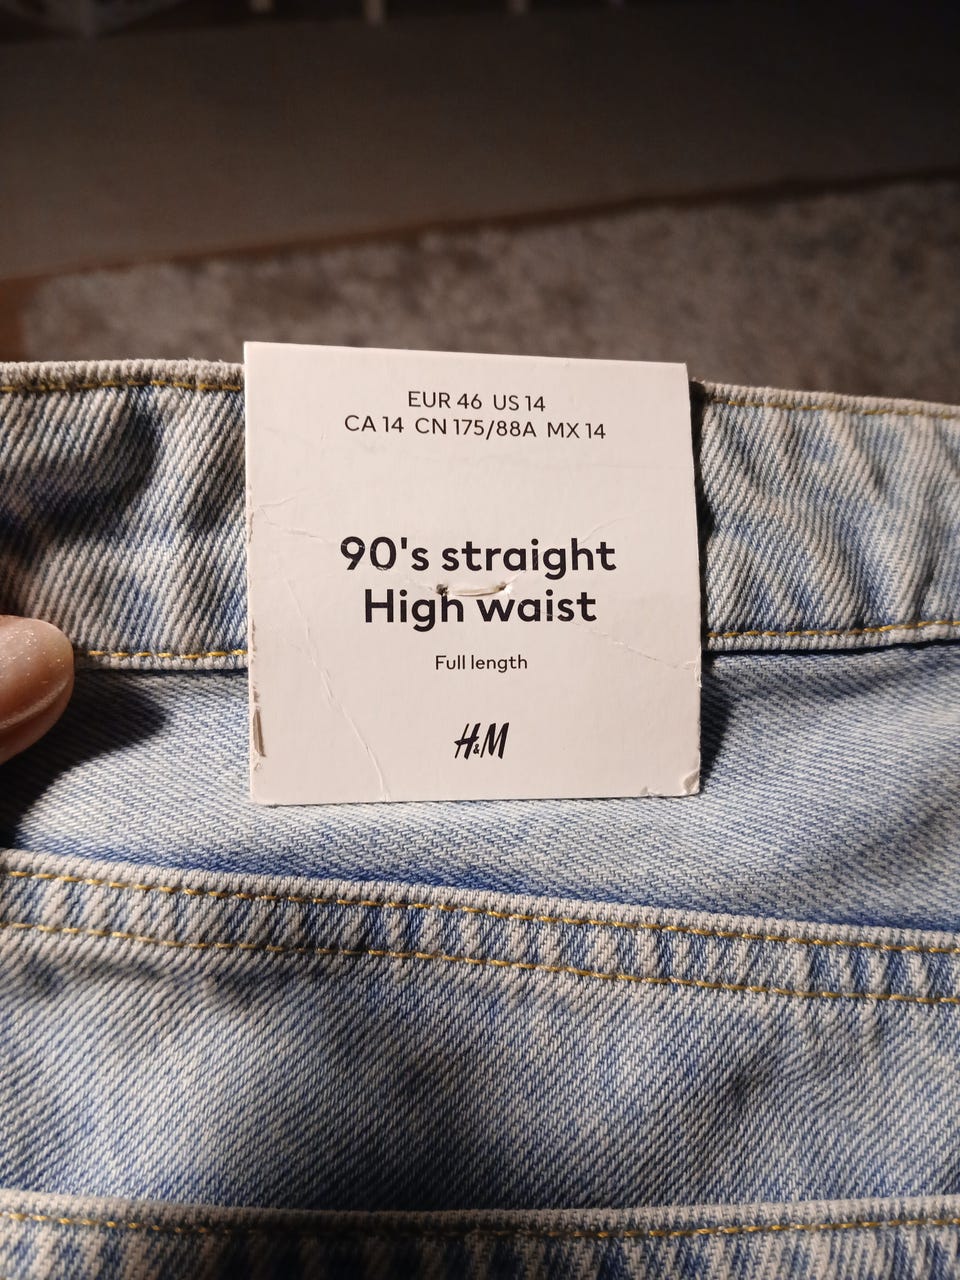 EUR 46 US 14
CA 14 CN 175/88A MX 14
90's straight
High waist
Full length
H&M